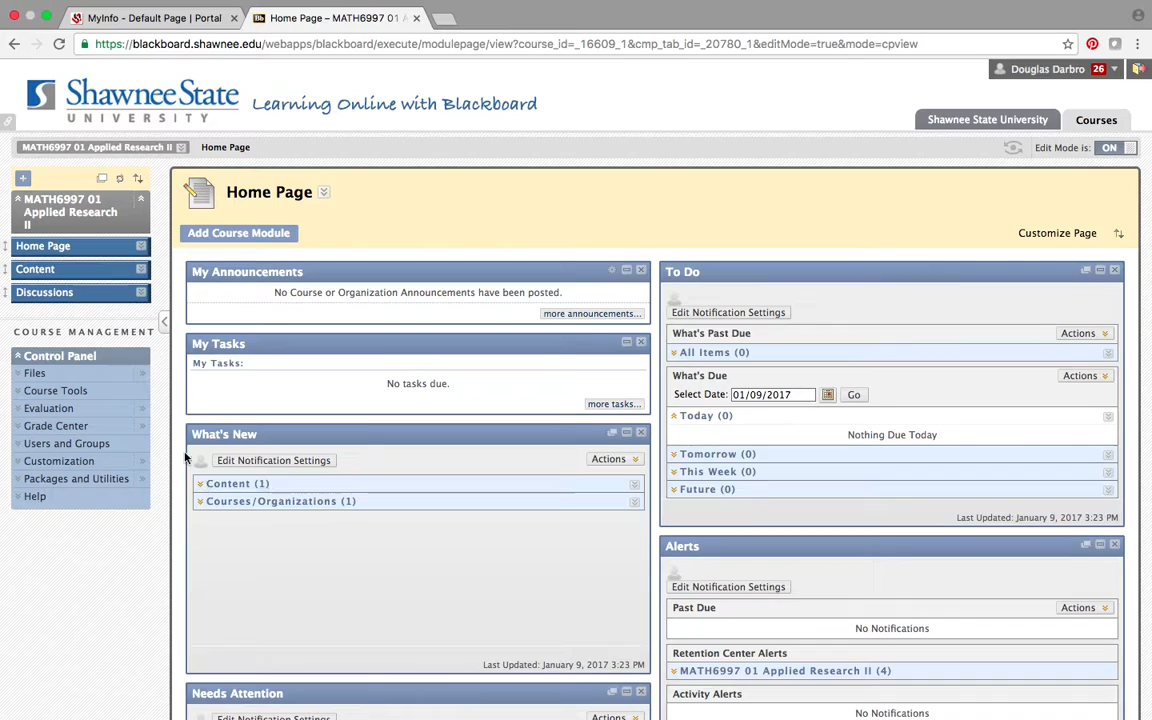 MyInfo - Default Page | Portal
Bb Home Page – MATH6997 01
https://blackboard.shawnee.edu/webapps/blackboard/execute/modulepage/view?course_id=_16609_1&cmp_tab_id=_20780_1&editMode=true&mode=cpview
Douglas Darbro 26
Shawnee State
UNIVERSITY
Learning Online with Blackboard
Shawnee State University
Courses
MATH6997 01 Applied Research II
Home Page
Edit Mode is: ON
MATH6997 01
Applied Research
II
Home Page
Content
Discussions
COURSE MANAGEMENT
Control Panel
Files
Course Tools
Evaluation
Grade Center
Users and Groups
Customization
Packages and Utilities
Help
Home Page
Add Course Module
Customize Page
My Announcements
No Course or Organization Announcements have been posted.
more announcements...
My Tasks
My Tasks:
No tasks due.
more tasks...
What's New
Edit Notification Settings
Actions
Content (1)
Courses/Organizations (1)
Last Updated: January 9, 2017 3:23 PM
Needs Attention
Edit Notification Settings
Actions
To Do
Edit Notification Settings
What's Past Due
Actions
All Items (0)
What's Due
Actions
Select Date: 01/09/2017 Go
Today (0)
Nothing Due Today
Tomorrow (0)
This Week (0)
Future (0)
Last Updated: January 9, 2017 3:23 PM
Alerts
Edit Notification Settings
Past Due
Actions
No Notifications
Retention Center Alerts
MATH6997 01 Applied Research II (4)
Activity Alerts
No Notifications